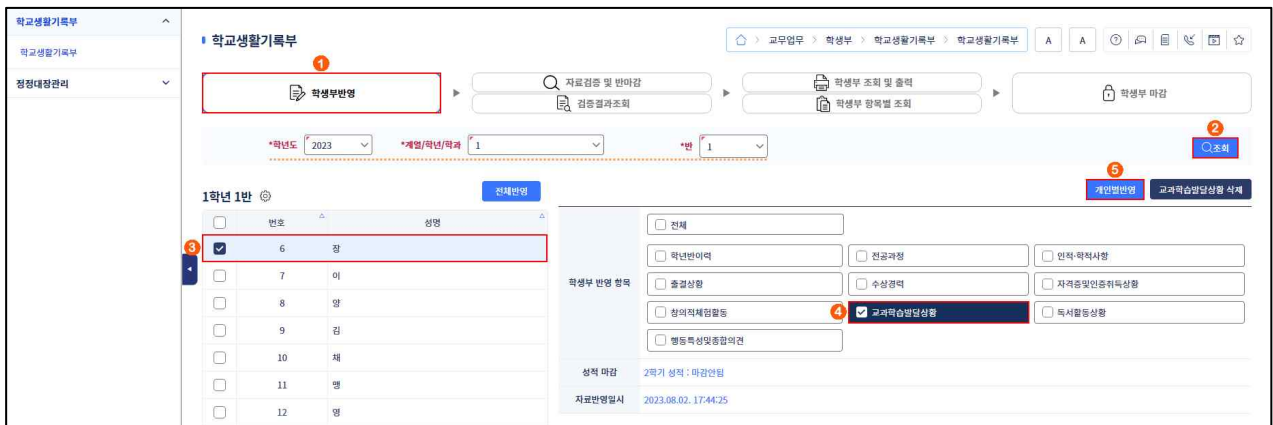 학교생활기록부
학교생활기록부
정정대장관리
학교생활기록부
교무업무 > 학생부 > 학교생활기록부 > 학교생활기록부
A A
1
학생부반영
자료검증 및 반마감
검증결과조회
학생부 조회 및 출력
학생부 항목별 조회
학생부 마감
*학년도 2023 *계열/학년/학과 1 *반 1
2
조회
1학년 1반
전체반영
5
개인별반영 교과학습발달상황 삭제
번호 성명
3
6 장
7 이
8 양
9 김
10 채
11 맹
12 명
학생부 반영 항목
전체
학년반이력 전공과정 인적·학적사항
출결상황 수상경력 자격증및인증취득상황
창의적체험활동 4 교과학습발달상황 독서활동상황
행동특성및종합의견
성적 마감 2학기 성적 : 마감안됨
자료반영일시 2023.08.02. 17:44:25